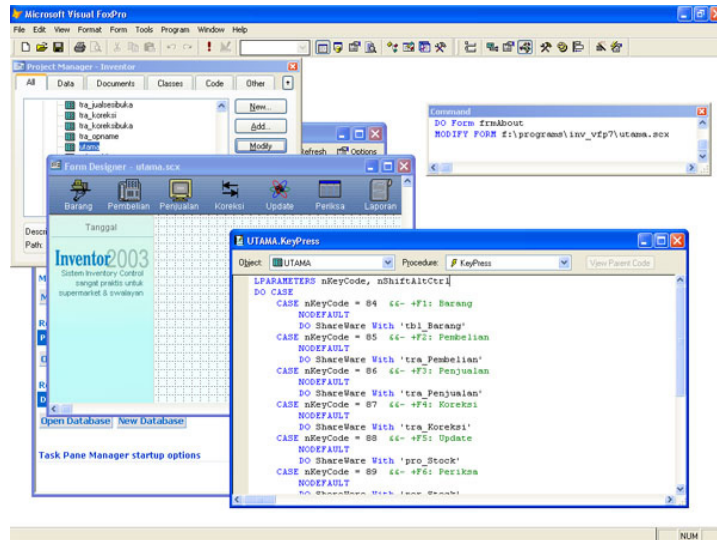 Microsoft Visual FoxPro
File Edit View Format Form Tools Program Window Help
Project Manager - Inventor
All Data Documents Classes Code Other
tra_jualsesibuka
tra_koreksi
tra_koreksibuka
tra_opname
utama
New...
Add...
Modify
Descri
Path:
Command
DO Form frmAbout
MODIFY FORM f:\programs\inv_vfp7\utama.scx
efresh Options
Form Designer - utama.scx
Barang Pembelian Penjualan Koreksi Update Periksa Laporan
Tanggal
Inventor2003
Sistem Inventory Control
sangat praktis untuk
supermarket & swalayan
UTAMA.KeyPress
Object: UTAMA Procedure: KeyPress View Parent Code
LPARAMETERS nKeyCode, nShiftAltCtrl
DO CASE
CASE nKeyCode = 84 &&- +F1: Barang
NODEFAULT
DO ShareWare With 'tbl_Barang'
CASE nKeyCode = 85 &&- +F2: Pembelian
NODEFAULT
DO ShareWare With 'tra_Pembelian'
CASE nKeyCode = 86 &&- +F3: Penjualan
NODEFAULT
DO ShareWare With 'tra_Penjualan'
CASE nKeyCode = 87 &&- +F4: Koreksi
NODEFAULT
DO ShareWare With 'tra_Koreksi'
CASE nKeyCode = 88 &&- +F5: Update
NODEFAULT
DO ShareWare With 'pro_Stock'
CASE nKeyCode = 89 &&- +F6: Periksa
NODEFAULT
M
M
R
P
R
D
Open Database New Database
Task Pane Manager startup options
NUM